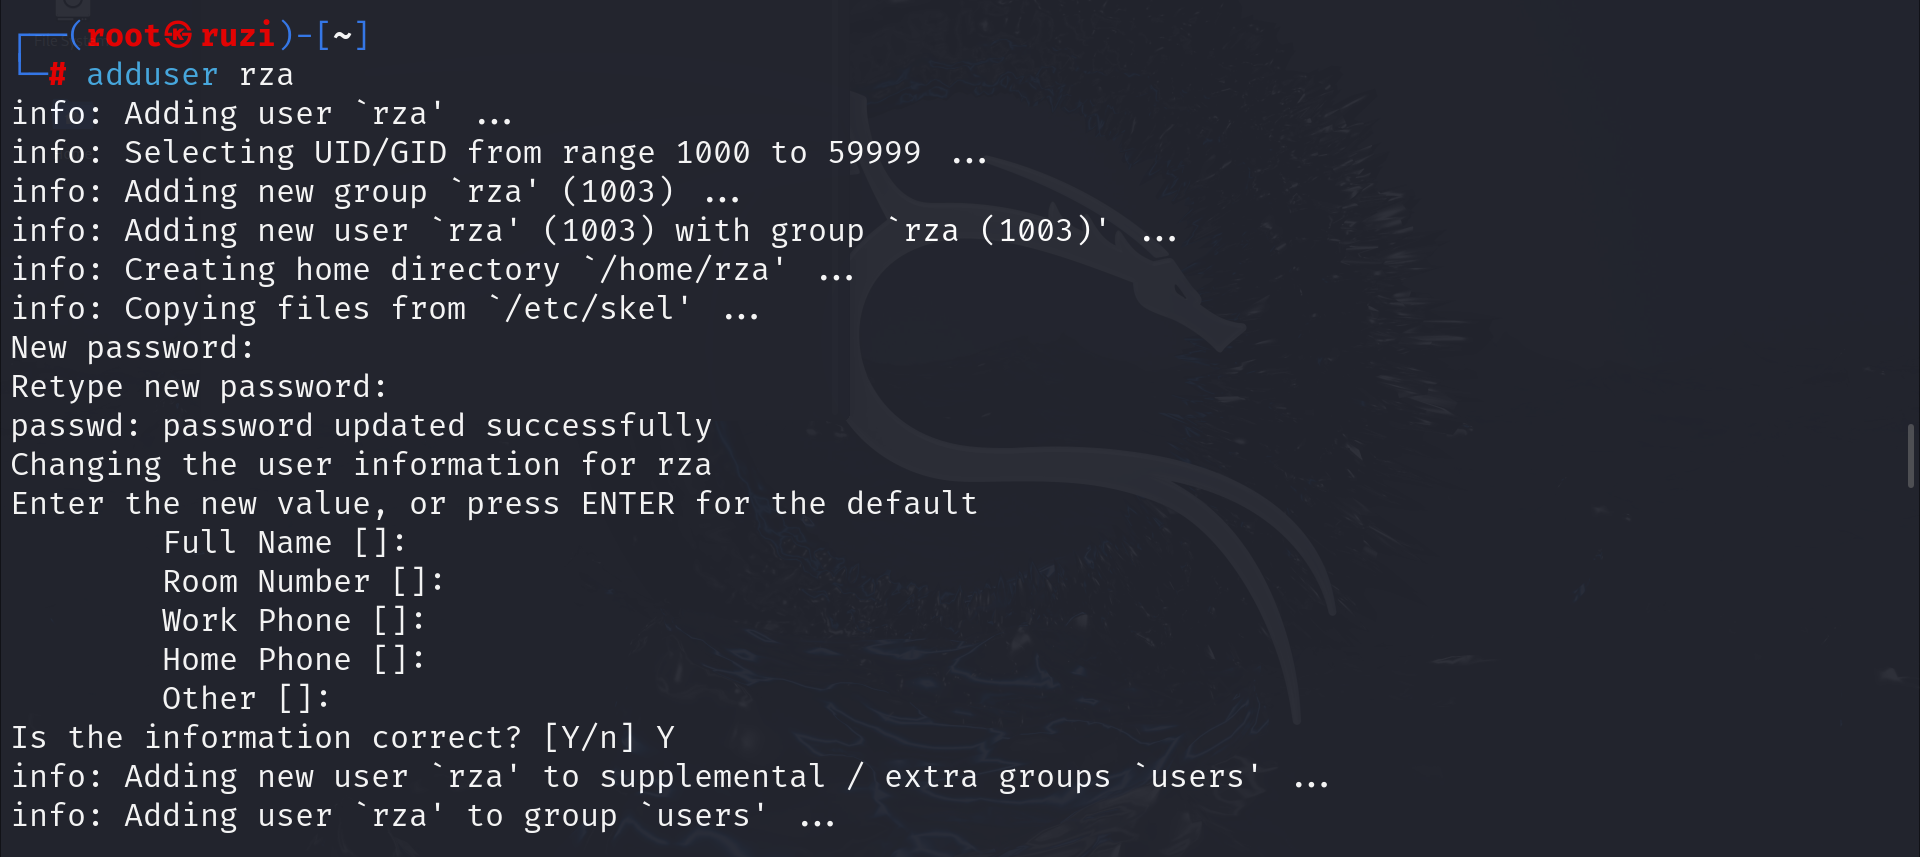 ┌──(root㉿ruzi)-[~]
└─# adduser rza
info: Adding user `rza' ...
info: Selecting UID/GID from range 1000 to 59999 ...
info: Adding new group `rza' (1003) ...
info: Adding new user `rza' (1003) with group `rza (1003)' ...
info: Creating home directory `/home/rza' ...
info: Copying files from `/etc/skel' ...
New password:
Retype new password:
passwd: password updated successfully
Changing the user information for rza
Enter the new value, or press ENTER for the default
        Full Name []:
        Room Number []:
        Work Phone []:
        Home Phone []:
        Other []:
Is the information correct? [Y/n] Y
info: Adding new user `rza' to supplemental / extra groups `users' ...
info: Adding user `rza' to group `users' ...